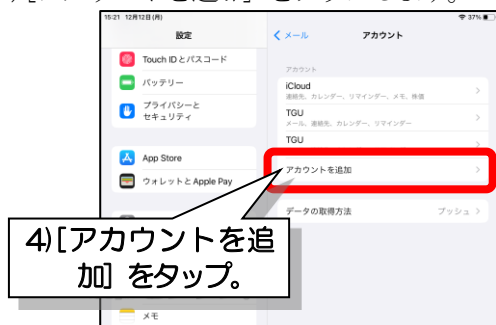 15:21 12月12日(月)
37%
設定
メール
アカウント
Touch IDとパスコード
バッテリー
プライバシーと
セキュリティ
App Store
ウォレットとApple Pay
メモ
アカウント
iCloud
連絡先、カレンダー、リマインダー、メモ、株価
TGU
メール、連絡先、カレンダー、リマインダー
TGU
アカウントを追加
データの取得方法
プッシュ
4)[アカウントを追
加] をタップ。